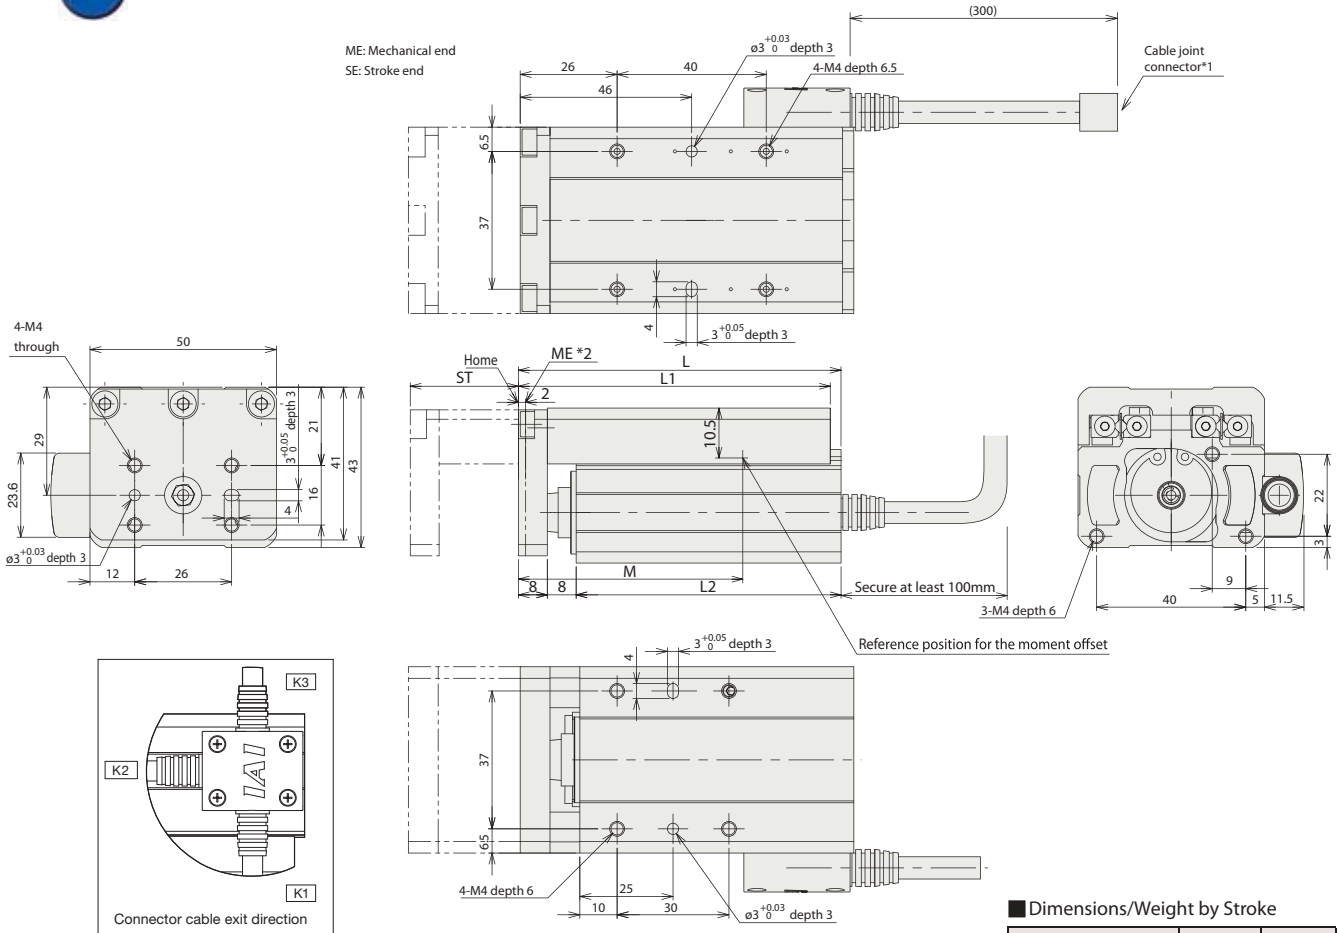 (300)
ME: Mechanical end
SE: Stroke end
ø3 +0.03 0 depth 3
Cable joint
connector*1
26
40
4-M4 depth 6.5
46
6.5
37
4
3 +0.05 0 depth 3
4-M4
through
50
29
23.6
3 +0.05 0 depth 3
21
41
43
16
4
ø3 +0.03 0 depth 3
12
26
Home
ME *2
L
ST
L1
2
10.5
M
8
8
L2
Secure at least 100mm
Reference position for the moment offset
22
3
9
40
5
11.5
3-M4 depth 6
3 +0.05 0 depth 3
4
37
6.5
4-M4 depth 6
25
10
30
ø3 +0.03 0 depth 3
K3
K2
IAI
K1
Connector cable exit direction
■ Dimensions/Weight by Stroke